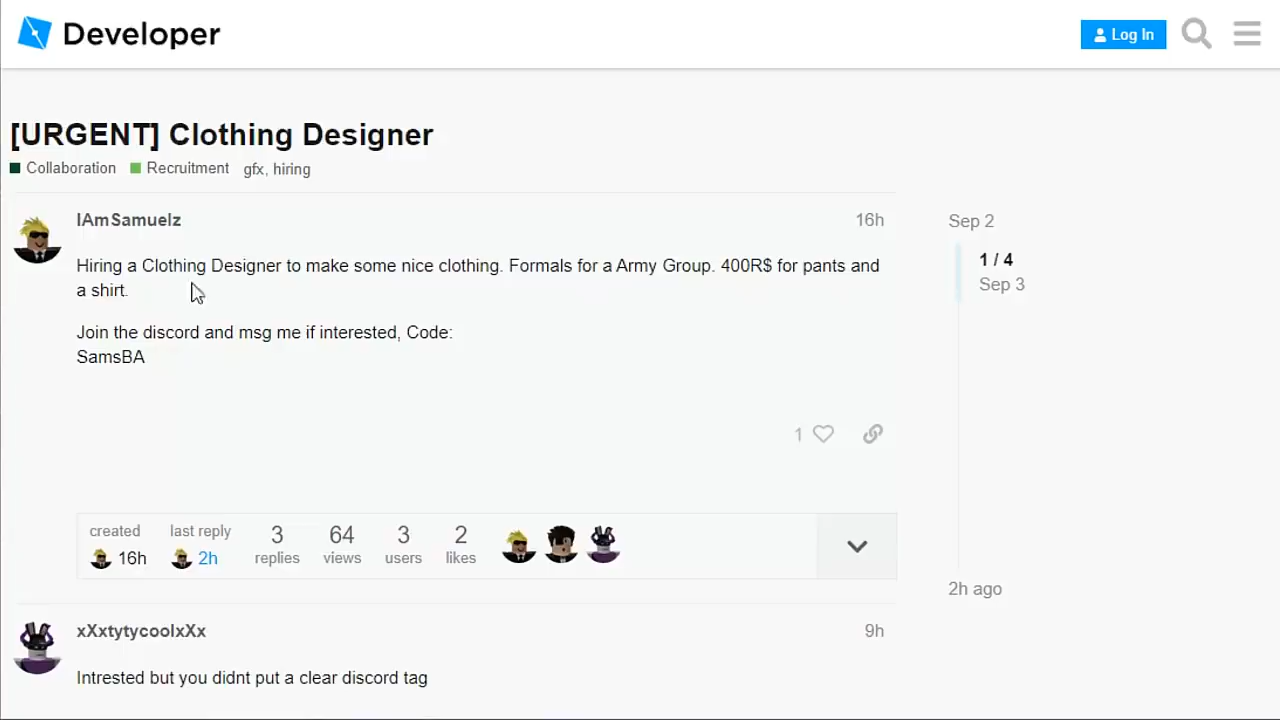 Developer
Log In
[URGENT] Clothing Designer
Collaboration Recruitment gfx, hiring
IAmSamuelz 16h
Sep 2
Hiring a Clothing Designer to make some nice clothing. Formals for a Army Group. 400R$ for pants and
a shirt.
1 / 4
Sep 3
Join the discord and msg me if interested, Code:
SamsBA
1
created last reply 3 64 3 2
16h 2h replies views users likes
2h ago
xXxtytycoolxXx 9h
Intrested but you didnt put a clear discord tag